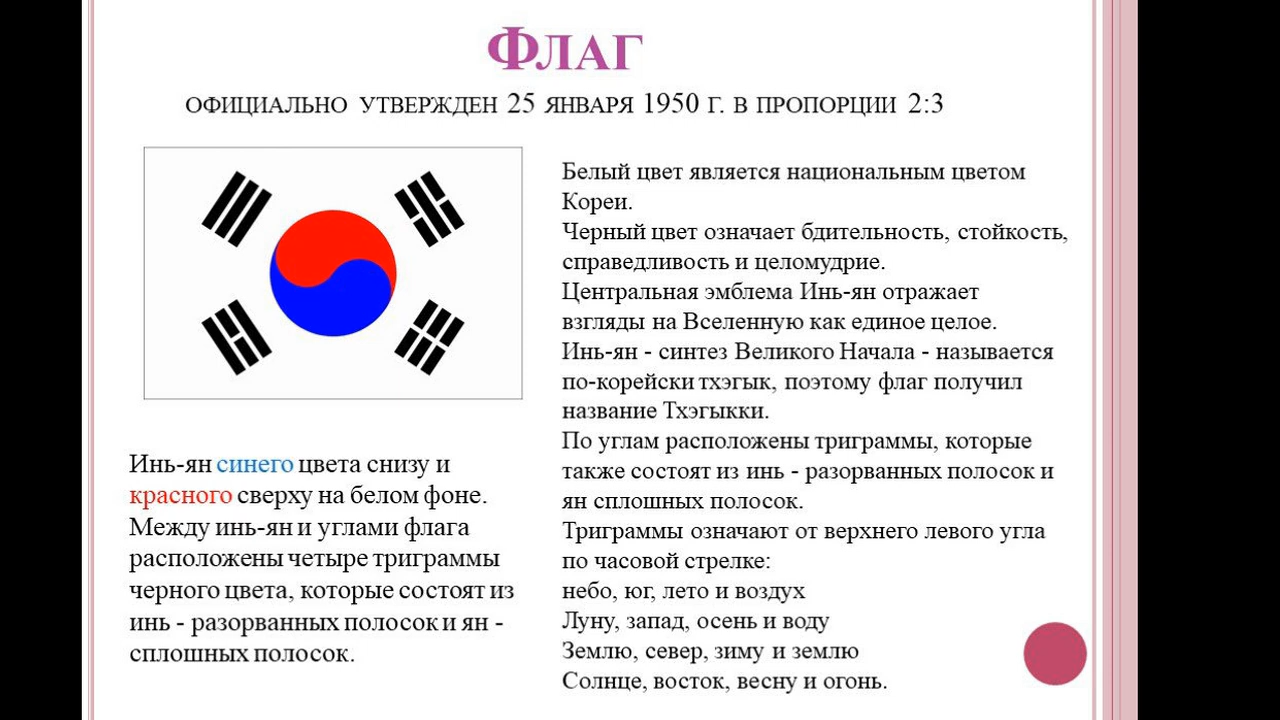 Флаг
официально утвержден 25 января 1950 г. в пропорции 2:3
Белый цвет является национальным цветом
Кореи.
Черный цвет означает бдительность, стойкость,
справедливость и целомудрие.
Центральная эмблема Инь-ян отражает
взгляды на Вселенную как единое целое.
Инь-ян - синтез Великого Начала - называется
по-корейски тхэгык, поэтому флаг получил
название Тхэгыкки.
По углам расположены триграммы, которые
также состоят из инь - разорванных полосок и
ян сплошных полосок.
Триграммы означают от верхнего левого угла
по часовой стрелке:
небо, юг, лето и воздух
Луну, запад, осень и воду
Землю, север, зиму и землю
Солнце, восток, весну и огонь.
Инь-ян синего цвета снизу и
красного сверху на белом фоне.
Между инь-ян и углами флага
расположены четыре триграммы
черного цвета, которые состоят из
инь - разорванных полосок и ян -
сплошных полосок.